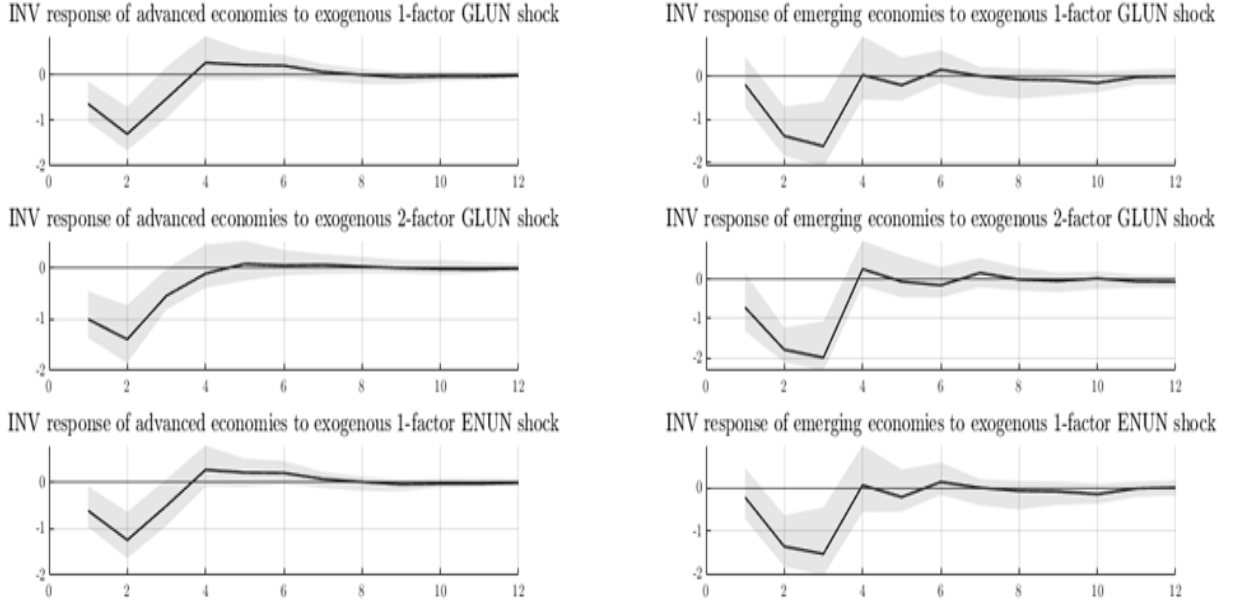 INV response of advanced economies to exogenous 1-factor GLUN shock
0
-1
-2
0 2 4 6 8 10 12
INV response of emerging economies to exogenous 1-factor GLUN shock
0
-1
-2
0 2 4 6 8 10 12
INV response of advanced economies to exogenous 2-factor GLUN shock
0
-1
-2
0 2 4 6 8 10 12
INV response of emerging economies to exogenous 2-factor GLUN shock
0
-1
-2
0 2 4 6 8 10 12
INV response of advanced economies to exogenous 1-factor ENUN shock
0
-1
-2
0 2 4 6 8 10 12
INV response of emerging economies to exogenous 1-factor ENUN shock
0
-1
-2
0 2 4 6 8 10 12